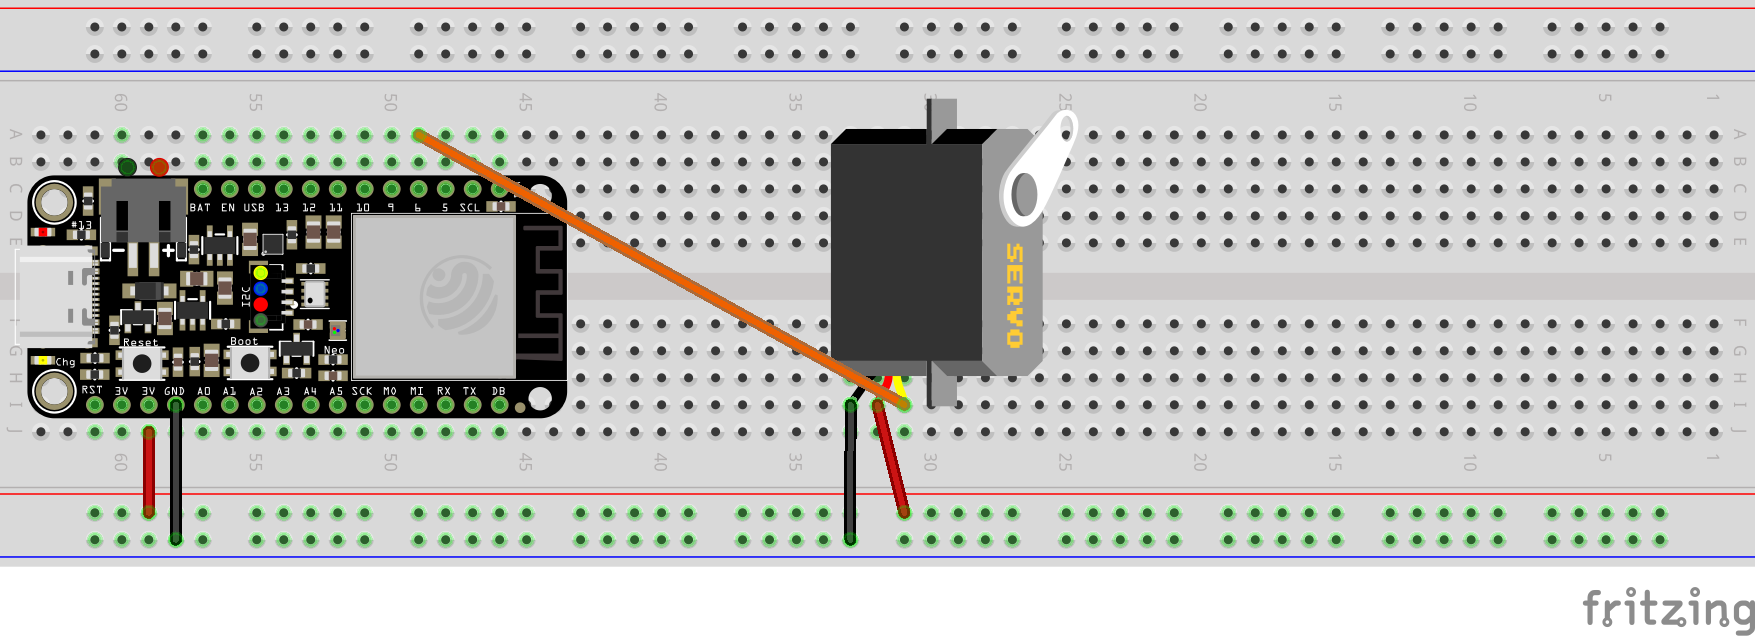 60 55 50 45 40 35 30 25 20 15 10 5 1
A A
B B
C C
BAT EN USB 13 12 11 10 9 6 5 SCL
D D
#13
E E
- +
SERVO
I2C
F
G G
Reset Boot
Neo
Chg
H H
RST 3V 3V GND A0 A1 A2 A3 A4 A5 SCK MO MI RX TX DB
I I
J J
60 55 50 45 40 35 30 25 20 15 10 5 1
fritzing